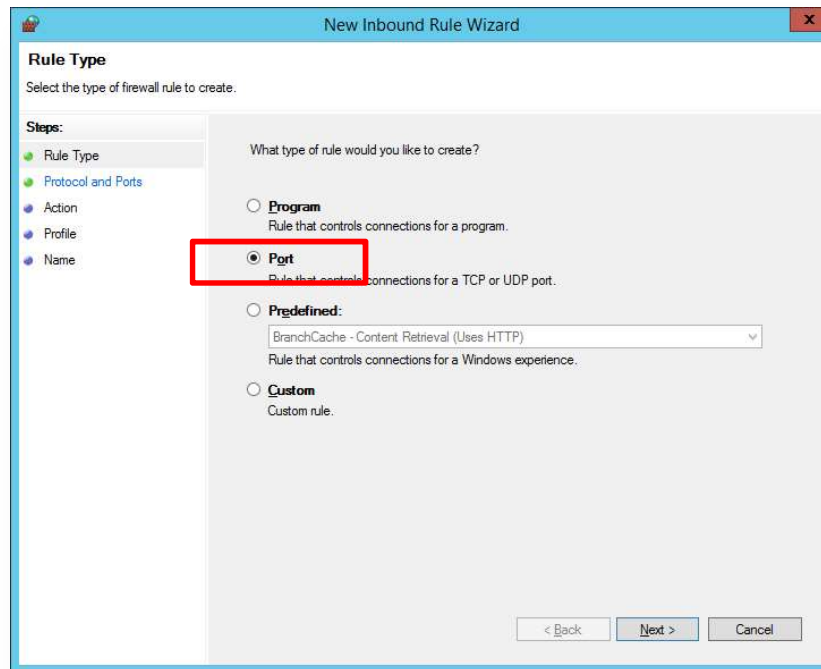 New Inbound Rule Wizard
x
Rule Type
Select the type of firewall rule to create.
Steps:
Rule Type
Protocol and Ports
Action
Profile
Name
What type of rule would you like to create?
Program
Rule that controls connections for a program.
Port
Rule that controls connections for a TCP or UDP port.
Predefined:
BranchCache - Content Retrieval (Uses HTTP)
Rule that controls connections for a Windows experience.
Custom
Custom rule.
< Back
Next >
Cancel